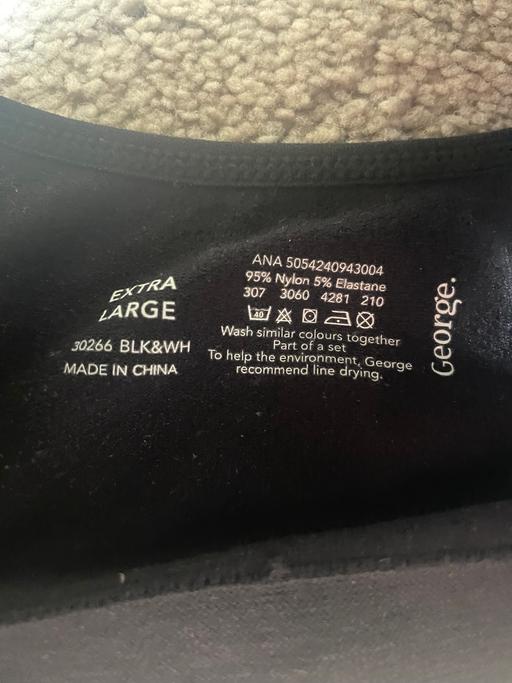 EXTRA
LARGE
30266 BLK&WH
MADE IN CHINA
ANA 5054240943004
95% Nylon 5% Elastane
307 3060 4281 210
40
Wash similar colours together
Part of a set
To help the environment, George
recommend line drying.
George.